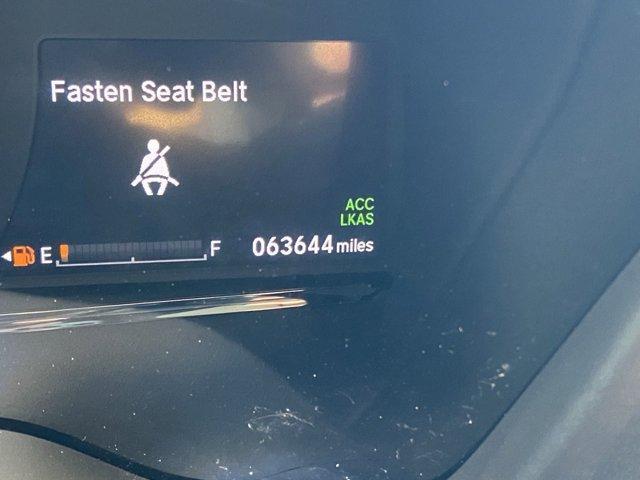 Fasten Seat Belt
ACC
LKAS
E F 063644 miles